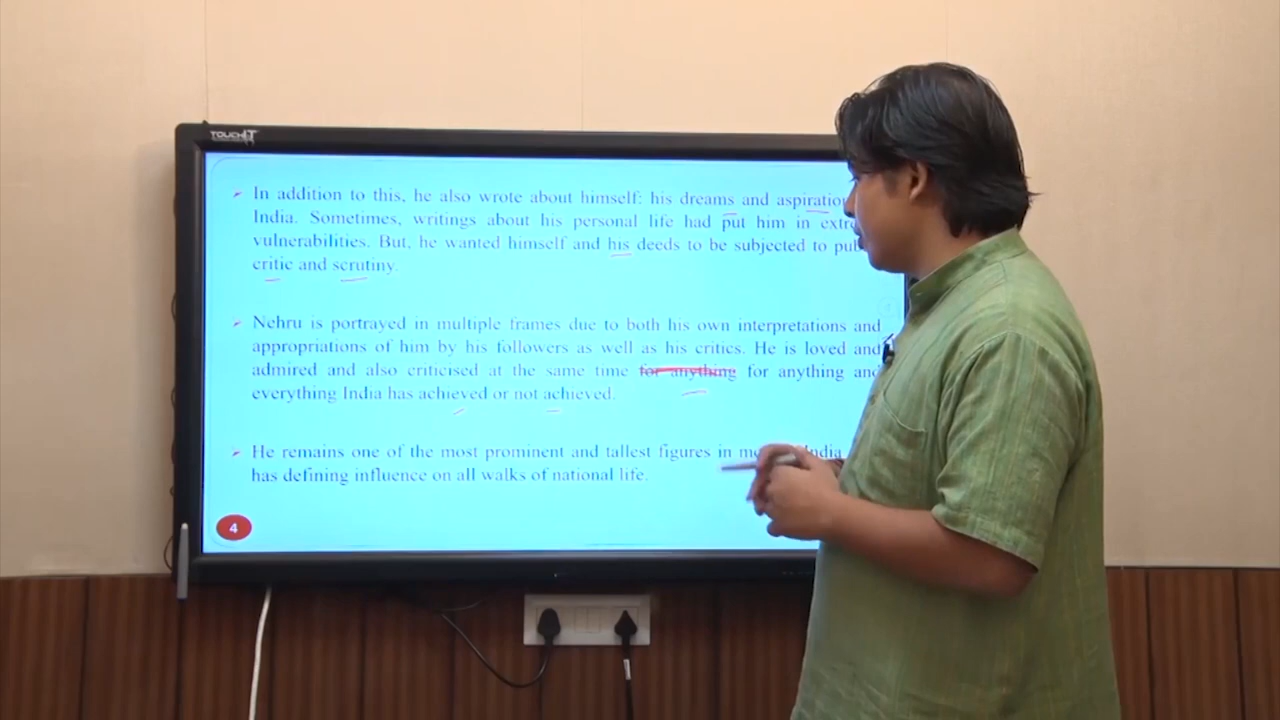 TOUCHIT
In addition to this, he also wrote about himself: his dreams and
India. Sometimes, writings about his personal life had put him in
vulnerabilities. But, he wanted himself and his deeds to be subjected to
critic and scrutiny.
Nehru is portrayed in multiple frames due to both his own interpretations and
appropriations of him by his followers as well as his critics. He is loved and
admired and also criticised at the same time for anything for anything and
everything India has achieved or not achieved.
He remains one of the most prominent and tallest figures in India
has defining influence on all walks of national life.
4